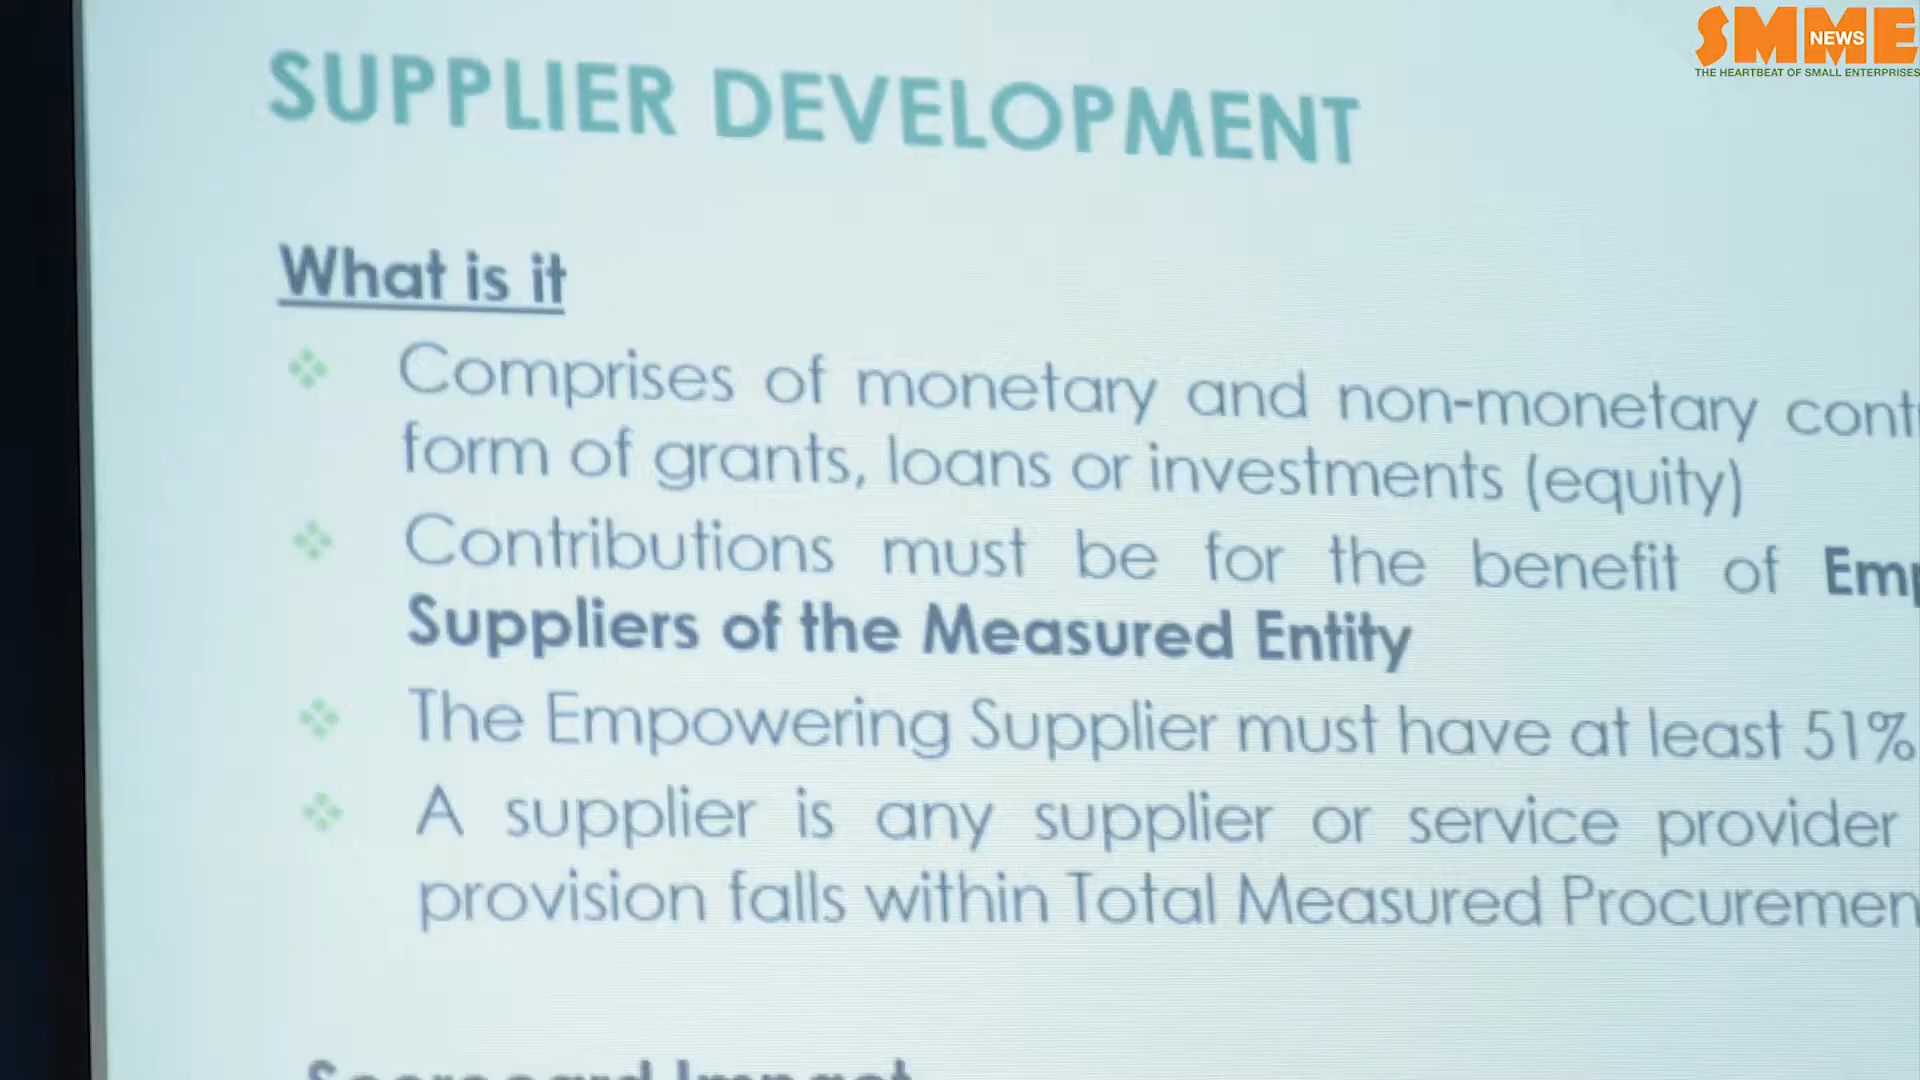 SMME
NEWS
THE HEARTBEAT OF SMALL ENTERPRISES
SUPPLIER DEVELOPMENT
What is it
Comprises of monetary and non-monetary
form of grants, loans or investments (equity)
Contributions must be for the benefit of
Suppliers of the Measured Entity
The Empowering Supplier must have at least 51%
A supplier is any supplier or service provider
provision falls within Total Measured